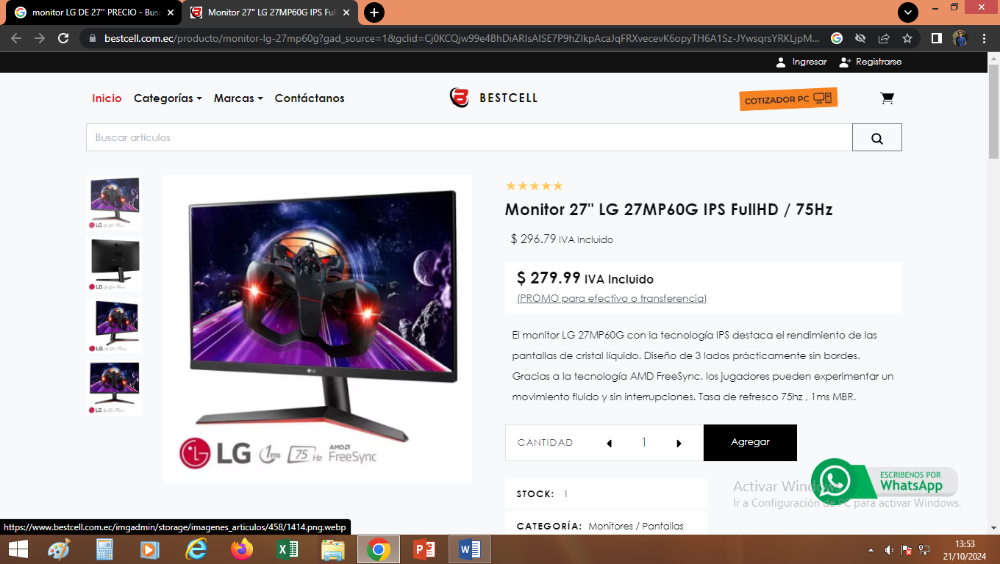 monitor LG DE 27" PRECIO - Bus
Monitor 27" LG 27MP60G IPS Ful
bestcell.com.ec/producto/monitor-lg-27mp60g?gad_source=1&gclid=Cj0KCQjw99e4BhDiARIsAISE7P9hZIkpAcaJqFRXvecevK6opyTH6A1Sz-JYwsqrsYRKLjpM...
Ingresar
Registrarse
Inicio
Categorías
Marcas
Contáctanos
BESTCELL
COTIZADOR PC
Buscar artículos
Monitor 27" LG 27MP60G IPS FullHD / 75Hz
$ 296.79 IVA Incluido
$ 279.99 IVA Incluido
(PROMO para efectivo o transferencia)
El monitor LG 27MP60G con la tecnología IPS destaca el rendimiento de las
pantallas de cristal líquido. Diseño de 3 lados prácticamente sin bordes.
Gracias a la tecnología AMD FreeSync, los jugadores pueden experimentar un
movimiento fluido y sin interrupciones. Tasa de refresco 75hz , 1ms MBR.
LG
LG 1ms 75 Hz AMD FreeSync
CANTIDAD 1 Agregar
ESCRIBENOS POR
WhatsApp
STOCK: 1
Activar Windows
Ir a Configuración de PC para activar Windows.
CATEGORÍA: Monitores / Pantallas
https://www.bestcell.com.ec/imgadmin/storage/imagenes_articulos/458/1414.png.webp
13:53
21/10/2024